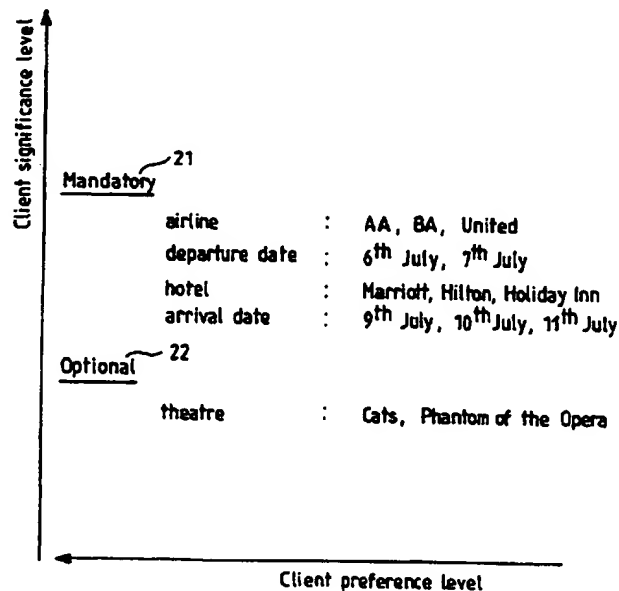 Client significance level
21
Mandatory
airline : AA, BA, United
departure date : 6th July, 7th July
hotel : Marriott, Hilton, Holiday Inn
arrival date : 9th July, 10th July, 11th July
22
Optional
theatre : Cats, Phantom of the Opera
Client preference level